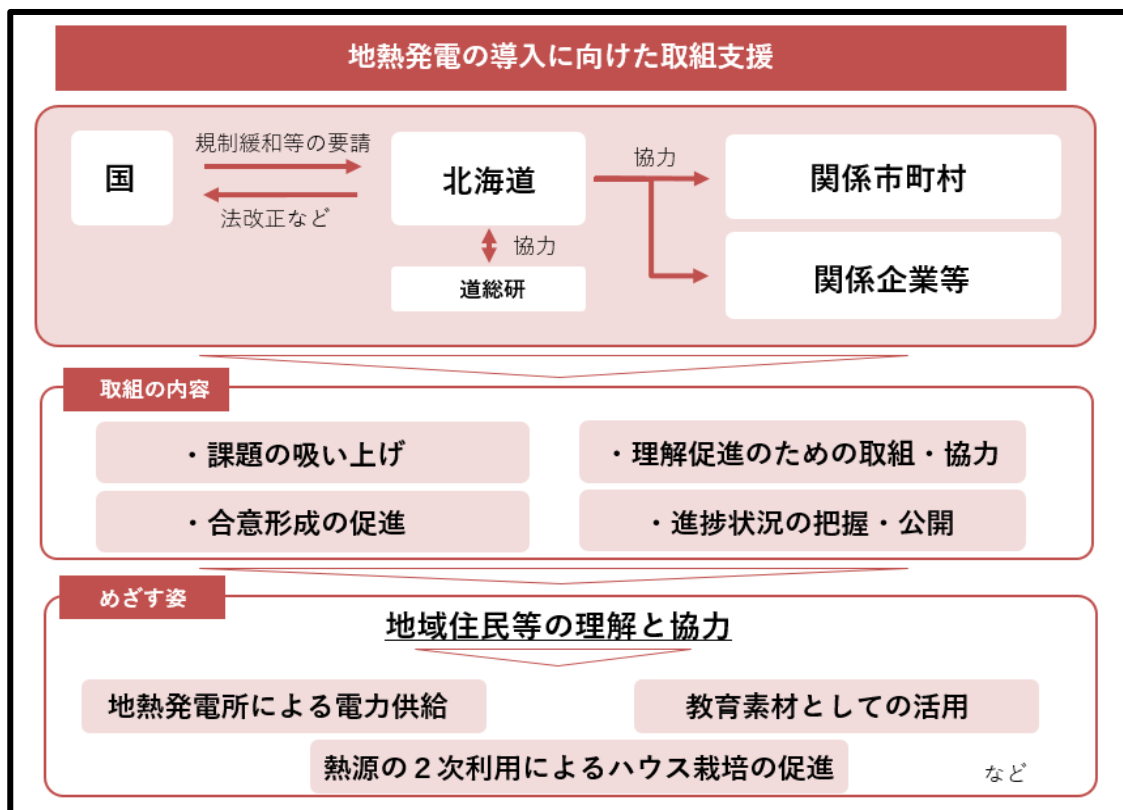 地熱発電の導入に向けた取組支援
国
規制緩和等の要請
法改正など
北海道
協力
道総研
協力
関係市町村
関係企業等
取組の内容
・課題の吸い上げ
・理解促進のための取組・協力
・合意形成の促進
・進捗状況の把握・公開
めざす姿
地域住民等の理解と協力
地熱発電所による電力供給
教育素材としての活用
熱源の２次利用によるハウス栽培の促進
など